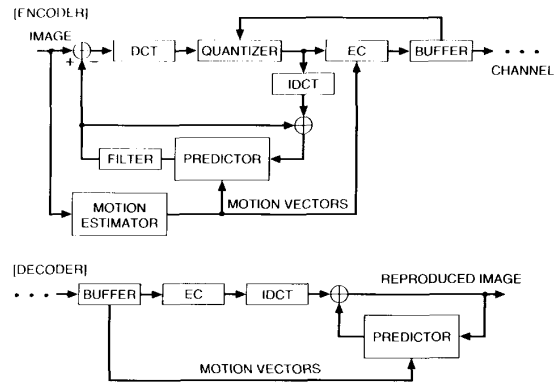 [ENCODER]
IMAGE
+ −
DCT
QUANTIZER
EC
BUFFER
CHANNEL
IDCT
FILTER
PREDICTOR
MOTION
ESTIMATOR
MOTION VECTORS
[DECODER]
REPRODUCED IMAGE
BUFFER
EC
IDCT
PREDICTOR
MOTION VECTORS